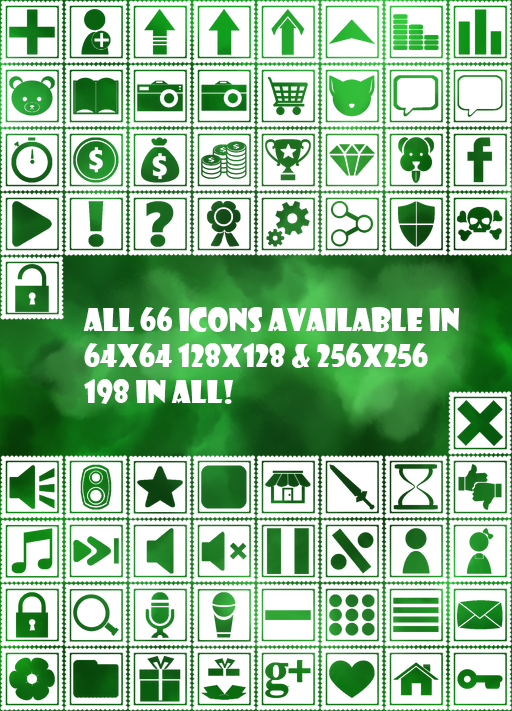 $
$
f
!
?
ALL 66 ICONS AVAILABLE IN
64X64 128X128 & 256X256
198 IN ALL!
%
g+